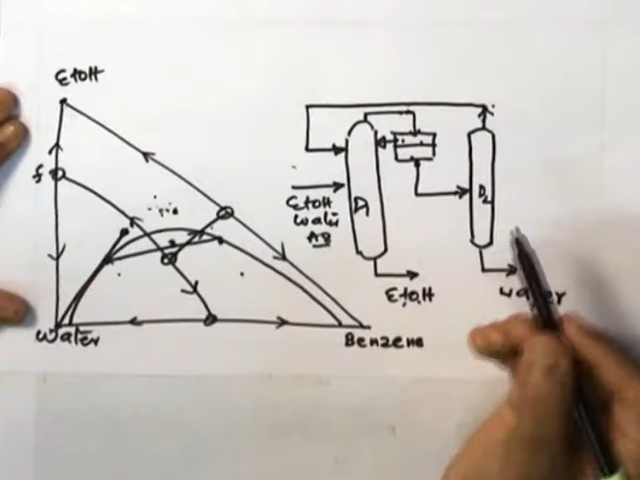 EtoH
f
Water
Benzene
EtoH
Water
AB
D1
D2
EtoH
water